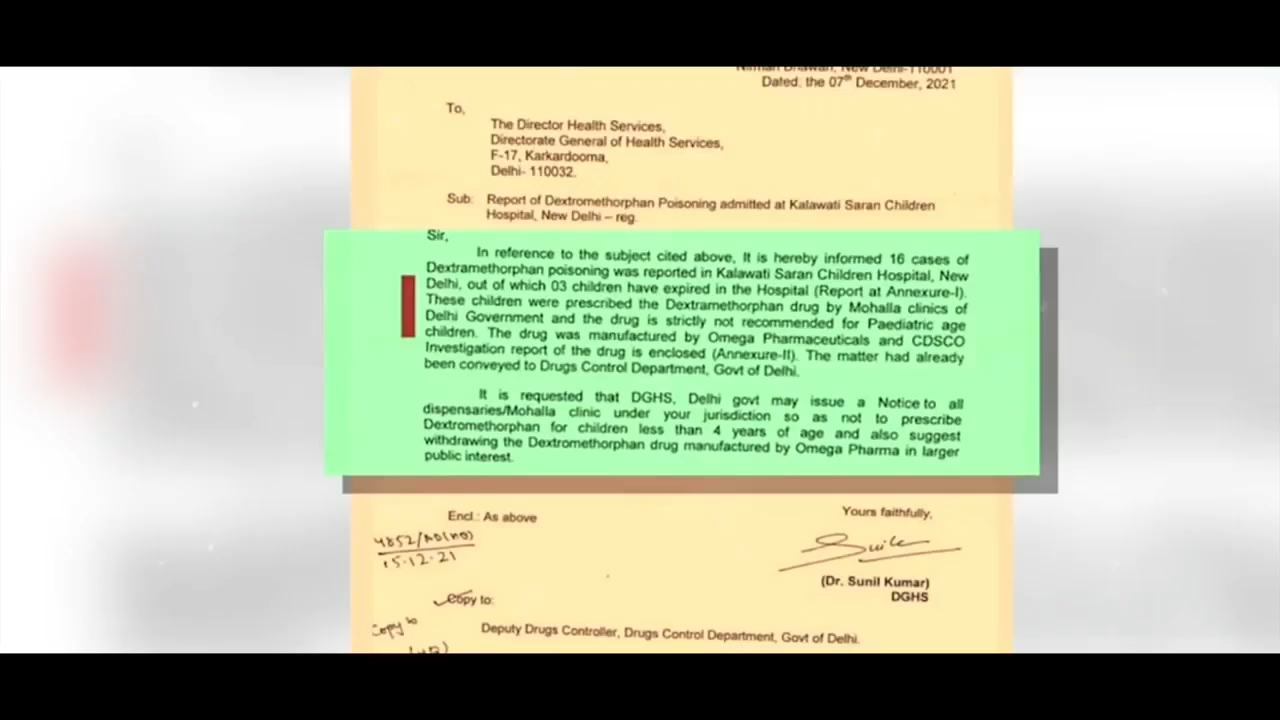 Nirman Bhawan, New Delhi-110001
Dated, the 07th December, 2021
To,
The Director Health Services,
Directorate General of Health Services,
F-17, Karkardooma,
Delhi- 110032.
Sub: Report of Dextromethorphan Poisoning admitted at Kalawati Saran Children
Hospital, New Delhi – reg.
Sir,
In reference to the subject cited above, It is hereby informed 16 cases of
Dextramethorphan poisoning was reported in Kalawati Saran Children Hospital, New
Delhi, out of which 03 children have expired in the Hospital (Report at Annexure-I).
These children were prescribed the Dextramethorphan drug by Mohalla clinics of
Delhi Government and the drug is strictly not recommended for Paediatric age
children. The drug was manufactured by Omega Pharmaceuticals and CDSCO
Investigation report of the drug is enclosed (Annexure-II). The matter had already
been conveyed to Drugs Control Department, Govt of Delhi.
It is requested that DGHS, Delhi govt may issue a Notice to all
dispensaries/Mohalla clinic under your jurisdiction so as not to prescribe
Dextromethorphan for children less than 4 years of age and also suggest
withdrawing the Dextromethorphan drug manufactured by Omega Pharma in larger
public interest.
Encl.: As above
Yours faithfully,
15.12.21
(Dr. Sunil Kumar)
DGHS
Copy to:
Copy to
Deputy Drugs Controller, Drugs Control Department, Govt of Delhi.